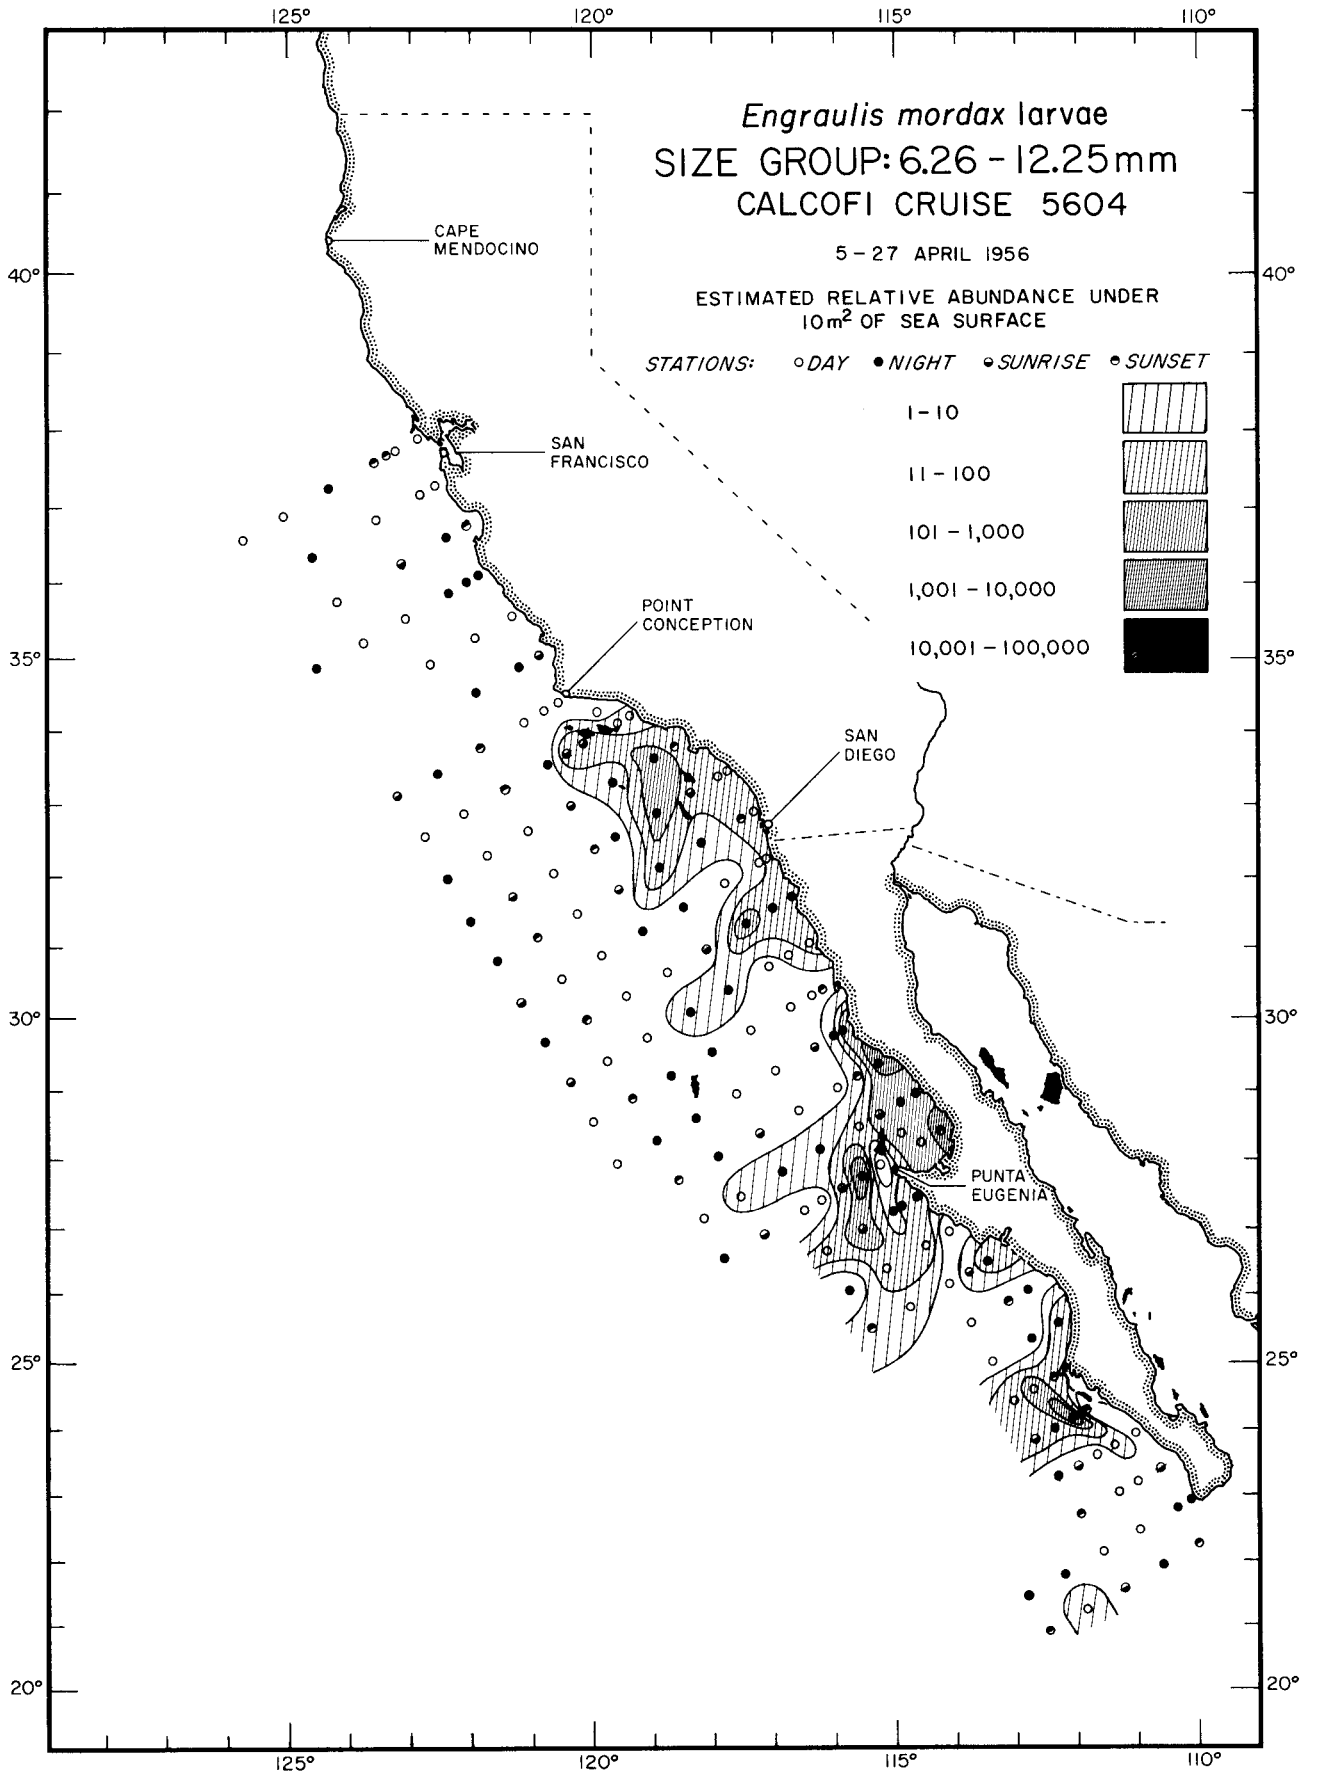 125° 120° 115° 110°
Engraulis mordax larvae
SIZE GROUP: 6.26 – 12.25mm
CALCOFI CRUISE 5604
5 – 27 APRIL 1956
ESTIMATED RELATIVE ABUNDANCE UNDER
10m² OF SEA SURFACE
STATIONS: DAY NIGHT SUNRISE SUNSET
1 – 10
11 – 100
101 – 1,000
1,001 – 10,000
10,001 – 100,000
CAPE
MENDOCINO
40° 40°
SAN
FRANCISCO
POINT
CONCEPTION
35° 35°
SAN
DIEGO
30° 30°
PUNTA
EUGENIA
25° 25°
20° 20°
125° 120° 115° 110°